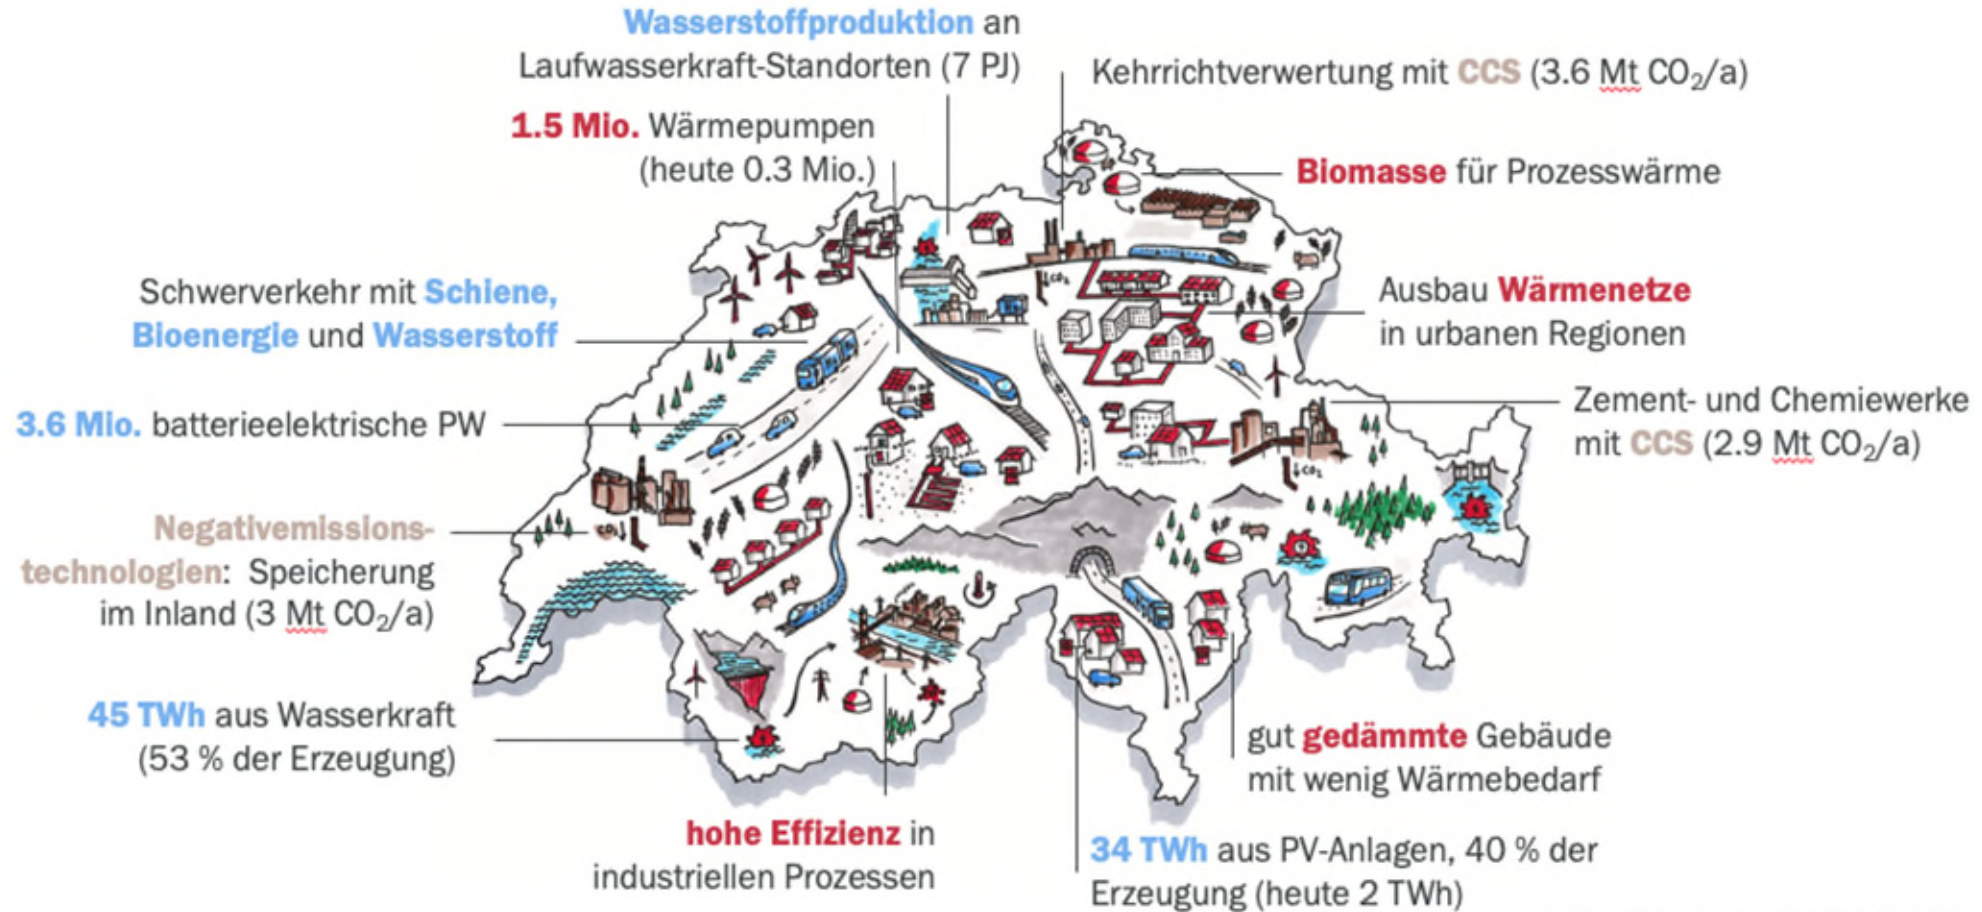 Wasserstoffproduktion an
Laufwasserkraft-Standorten (7 PJ)
Kehrrichtverwertung mit CCS (3.6 Mt CO₂/a)
1.5 Mio. Wärmepumpen
(heute 0.3 Mio.)
Biomasse für Prozesswärme
Schwerverkehr mit Schiene,
Bioenergie und Wasserstoff
Ausbau Wärmenetze
in urbanen Regionen
3.6 Mio. batterieelektrische PW
Zement- und Chemiewerke
mit CCS (2.9 Mt CO₂/a)
Negativemissions-
technologien: Speicherung
im Inland (3 Mt CO₂/a)
45 TWh aus Wasserkraft
(53 % der Erzeugung)
gut gedämmte Gebäude
mit wenig Wärmebedarf
hohe Effizienz in
industriellen Prozessen
34 TWh aus PV-Anlagen, 40 % der
Erzeugung (heute 2 TWh)
CO₂
CO₂
CO₂